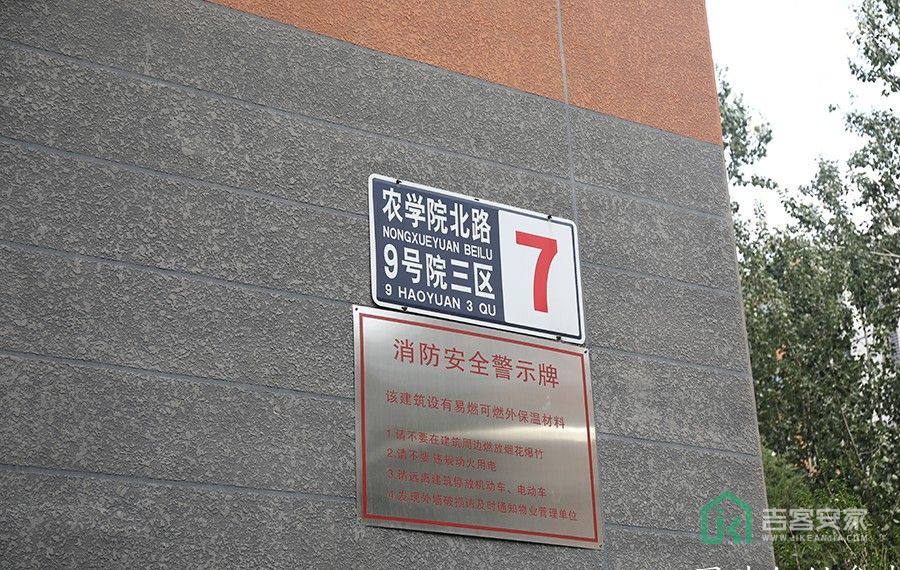 农学院北路
NONGXUEYUAN BEILU
9号院三区
9 HAOYUAN 3 QU
7
消防安全警示牌
该建筑设有易燃可燃外保温材料
1.请不要在建筑周边燃放烟花爆竹
2.请不要违规动火用电
3.请远离建筑停放机动车、电动车
4.发现外墙破损请及时通知物业管理单位
吉客安家
WWW.JIKEANJIA.COM